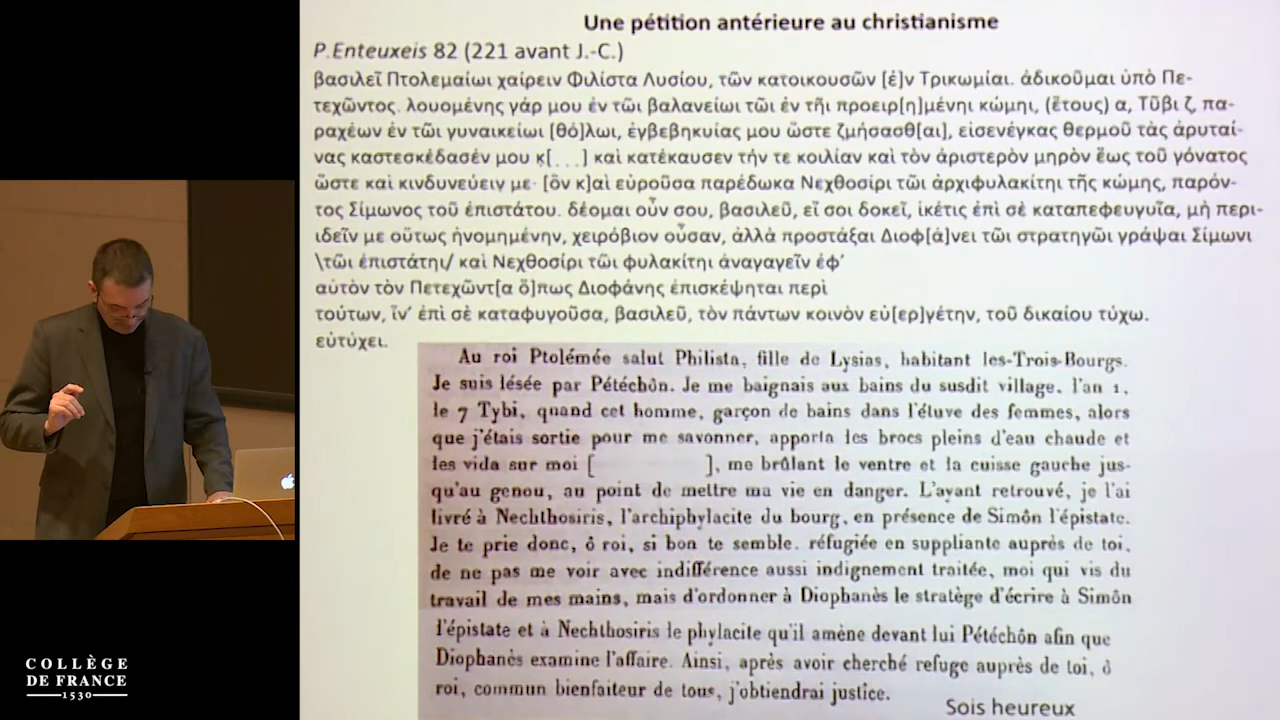 Une pétition antérieure au christianisme
P.Enteuxeis 82 (221 avant J.-C.)
βασιλεῖ Πτολεμαίωι χαίρειν Φιλίστα Λυσίου, τῶν κατοικουσῶν [ἐ]ν Τρικωμίαι. ἀδικοῦμαι ὑπὸ Πε-
τεχῶντος. λουομένης γάρ μου ἐν τῶι βαλανείωι τῶι ἐν τῆι προειρ[η]μένηι κώμηι, (ἔτους) α, Τῦβι ζ, πα-
ραχέων ἐν τῶι γυναικείωι [θό]λωι, ἐγβεβηκυίας μου ὥστε ζμήσασθ[αι], εἰσενέγκας θερμοῦ τὰς ἀρυταί-
νας καστεσκέδασέν μου κ̣[. . .] καὶ κατέκαυσεν τήν τε κοιλίαν καὶ τὸν ἀριστερὸν μηρὸν ἕως τοῦ γόνατος
ὥστε καὶ κινδυνεύειν με· [ὃν κ]αὶ εὑροῦσα παρέδωκα Νεχθοσίρι τῶι ἀρχιφυλακίτηι τῆς κώμης, παρόν-
τος Σίμωνος τοῦ ἐπιστάτου. δέομαι οὖν σου, βασιλεῦ, εἴ σοι δοκεῖ, ἱκέτις ἐπὶ σὲ καταπεφευγυῖα, μὴ περι-
ιδεῖν με οὕτως ἠνομημένην, χειρόβιον οὖσαν, ἀλλὰ προστάξαι Διοφ[ά]νει τῶι στρατηγῶι γράψαι Σίμωνι
\τῶι ἐπιστάτηι/ καὶ Νεχθοσίρι τῶι φυλακίτηι ἀναγαγεῖν ἐφ’
αὑτὸν τὸν Πετεχῶντ[α ὅ]πως Διοφάνης ἐπισκέψηται περὶ
τούτων, ἵν’ ἐπὶ σὲ καταφυγοῦσα, βασιλεῦ, τὸν πάντων κοινὸν εὐ[ερ]γέτην, τοῦ δικαίου τύχω.
εὐτύχει.
Au roi Ptolémée salut Philista, fille de Lysias, habitant les-Trois-Bourgs.
Je suis lésée par Pétéchôn. Je me baignais aux bains du susdit village, l'an 1,
le 7 Tybi, quand cet homme, garçon de bains dans l'étuve des femmes, alors
que j'étais sortie pour me savonner, apporta les brocs pleins d'eau chaude et
les vida sur moi [ ], me brûlant le ventre et la cuisse gauche jus-
qu'au genou, au point de mettre ma vie en danger. L'ayant retrouvé, je l'ai
livré à Nechthosiris, l'archiphylacite du bourg, en présence de Simôn l'épistate.
Je te prie donc, ô roi, si bon te semble, réfugiée en suppliante auprès de toi,
de ne pas me voir avec indifférence aussi indignement traitée, moi qui vis du
travail de mes mains, mais d'ordonner à Diophanès le stratège d'écrire à Simôn
l'épistate et à Nechthosiris le phylacite qu'il amène devant lui Pétéchôn afin que
Diophanès examine l'affaire. Ainsi, après avoir cherché refuge auprès de toi, ô
roi, commun bienfaiteur de tous, j'obtiendrai justice.
Sois heureux
COLLÈGE
DE FRANCE
1530